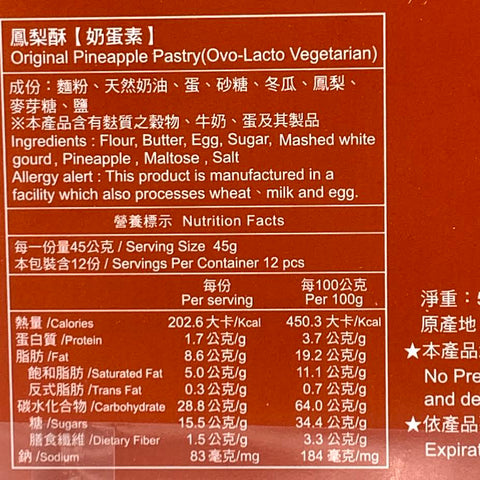 鳳梨酥【奶蛋素】
Original Pineapple Pastry(Ovo-Lacto Vegetarian)
成份：麵粉、天然奶油、蛋、砂糖、冬瓜、鳳梨、
麥芽糖、鹽
※本產品含有麩質之穀物、牛奶、蛋及其製品
Ingredients : Flour, Butter, Egg, Sugar, Mashed white
gourd , Pineapple , Maltose , Salt
Allergy alert : This product is manufactured in a
facility which also processes wheat、milk and egg.
營養標示 Nutrition Facts
每一份量45公克 / Serving Size 45g
本包裝含12份 / Servings Per Container 12 pcs
每份 每100公克
Per serving Per 100g
熱量 /Calories 202.6 大卡/Kcal 450.3 大卡/Kcal
蛋白質 /Protein 1.7 公克/g 3.7 公克/g
脂肪 /Fat 8.6 公克/g 19.2 公克/g
飽和脂肪 /Saturated Fat 5.0 公克/g 11.1 公克/g
反式脂肪 /Trans Fat 0.3 公克/g 0.7 公克/g
碳水化合物 /Carbohydrate 28.8 公克/g 64.0 公克/g
糖 /Sugars 15.5 公克/g 34.4 公克/g
膳食纖維 /Dietary Fiber 1.5 公克/g 3.3 公克/g
鈉 /Sodium 83 毫克/mg 184 毫克/mg
淨重：
原產地
★本產品
No Pre
and de
★依產品
Expirat